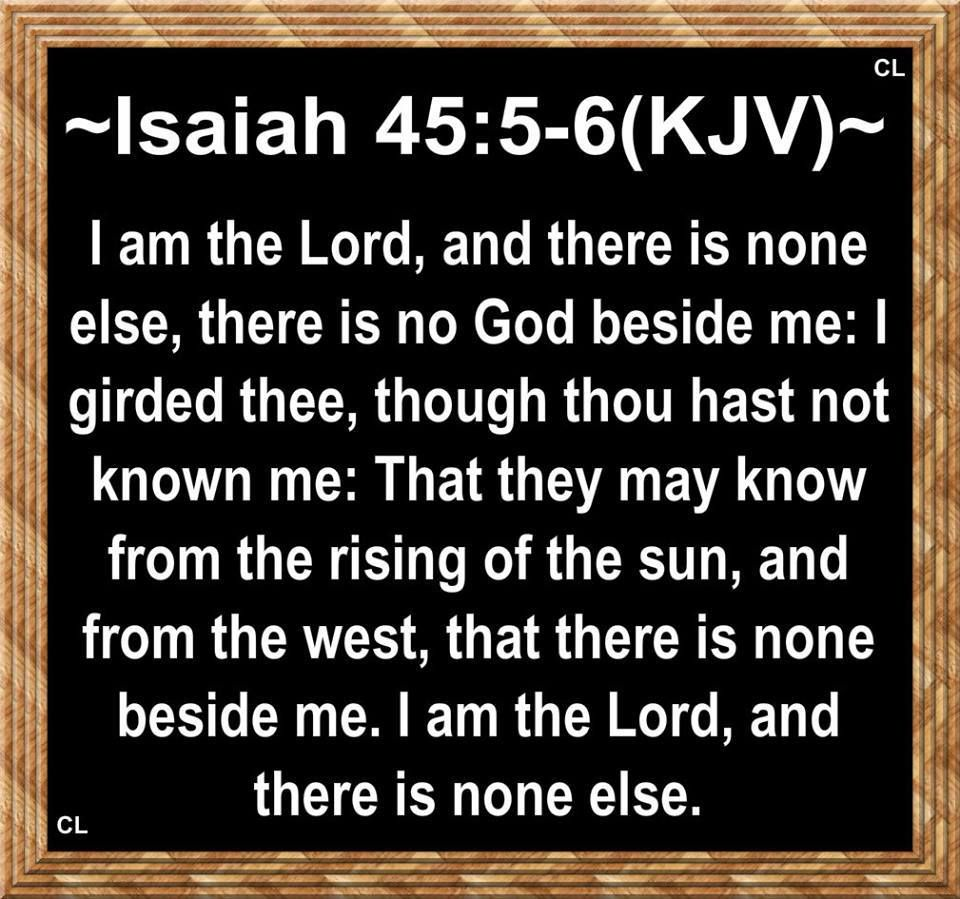 CL
~Isaiah 45:5-6(KJV)~
I am the Lord, and there is none
else, there is no God beside me: I
girded thee, though thou hast not
known me: That they may know
from the rising of the sun, and
from the west, that there is none
beside me. I am the Lord, and
there is none else.
CL